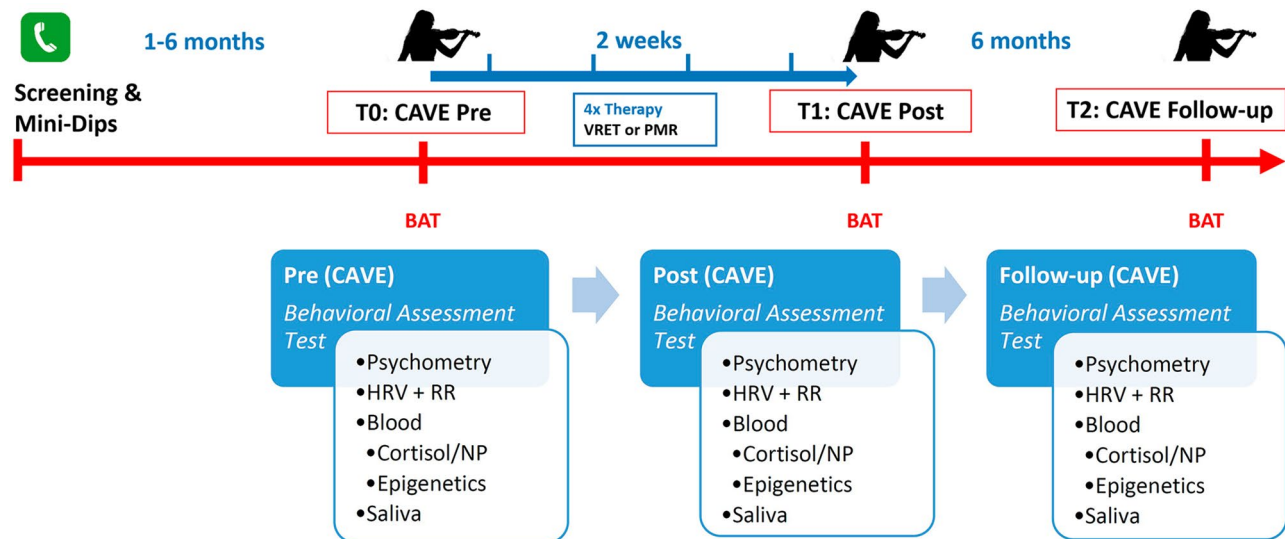 1-6 months
2 weeks
6 months
Screening &
Mini-Dips
T0: CAVE Pre
4x Therapy
VRET or PMR
T1: CAVE Post
T2: CAVE Follow-up
BAT
BAT
BAT
Pre (CAVE)
Behavioral Assessment
Test
•Psychometry
•HRV + RR
•Blood
•Cortisol/NP
•Epigenetics
•Saliva
Post (CAVE)
Behavioral Assessment
Test
•Psychometry
•HRV + RR
•Blood
•Cortisol/NP
•Epigenetics
•Saliva
Follow-up (CAVE)
Behavioral Assessment
Test
•Psychometry
•HRV + RR
•Blood
•Cortisol/NP
•Epigenetics
•Saliva